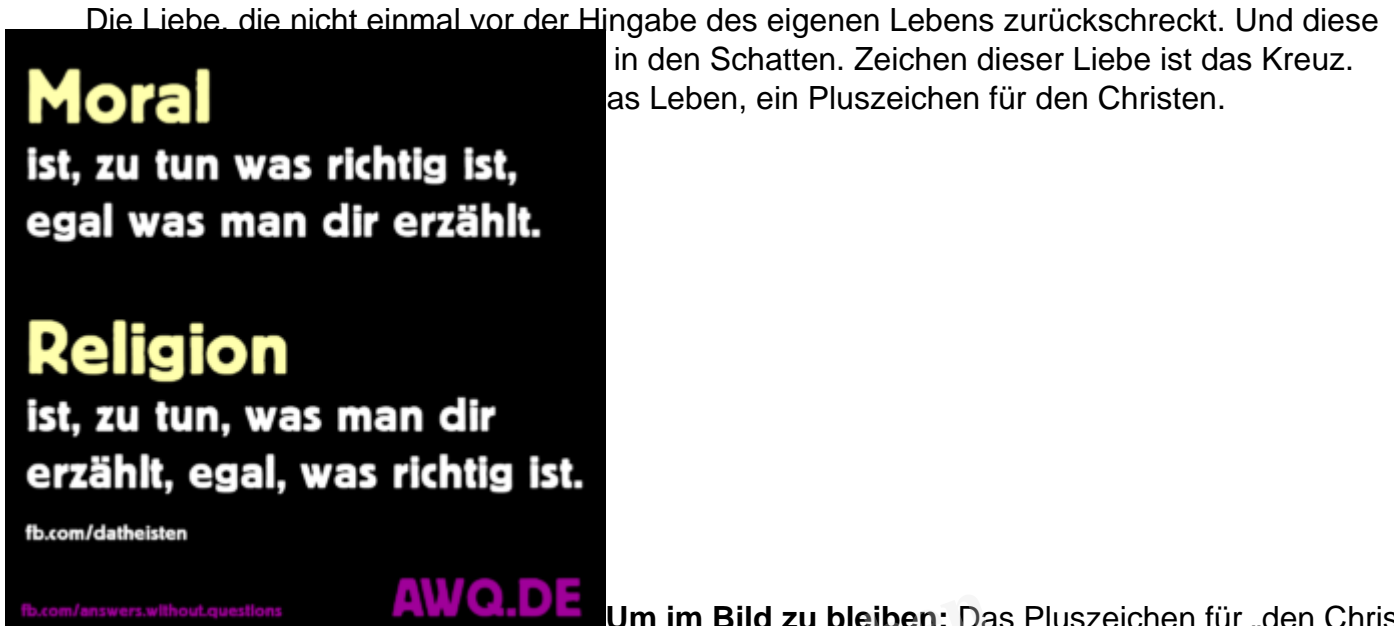 Die Liebe, die nicht einmal vor der Hingabe des eigenen Lebens zurückschreckt. Und diese
in den Schatten. Zeichen dieser Liebe ist das Kreuz.
as Leben, ein Pluszeichen für den Christen.
Moral
ist, zu tun was richtig ist,
egal was man dir erzählt.
Religion
ist, zu tun, was man dir
erzählt, egal, was richtig ist.
fb.com/datheisten
fb.com/answers.without.questions
AWQ.DE
Um im Bild zu bleiben: Das Pluszeichen für „den Chris